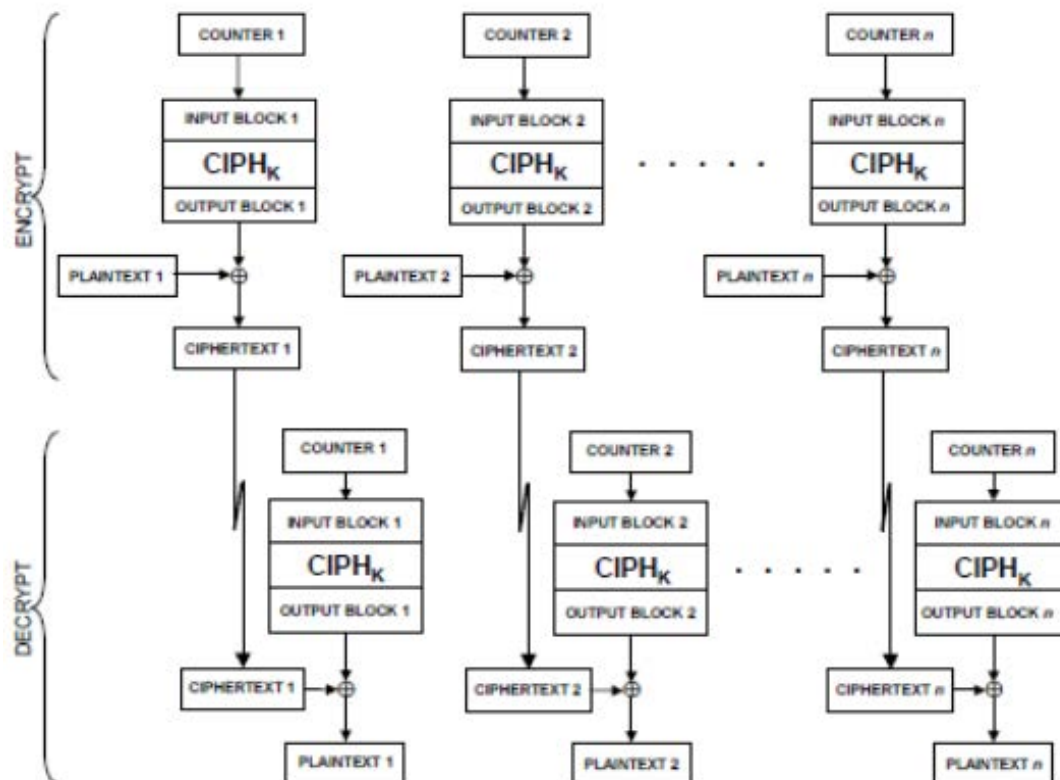 COUNTER 1 COUNTER 2 COUNTER n
INPUT BLOCK 1 INPUT BLOCK 2 INPUT BLOCK n
CIPHK CIPHK CIPHK
OUTPUT BLOCK 1 OUTPUT BLOCK 2 OUTPUT BLOCK n
ENCRYPT
PLAINTEXT 1 PLAINTEXT 2 PLAINTEXT n
CIPHERTEXT 1 CIPHERTEXT 2 CIPHERTEXT n
COUNTER 1 COUNTER 2 COUNTER n
INPUT BLOCK 1 INPUT BLOCK 2 INPUT BLOCK n
CIPHK CIPHK CIPHK
OUTPUT BLOCK 1 OUTPUT BLOCK 2 OUTPUT BLOCK n
DECRYPT
CIPHERTEXT 1 CIPHERTEXT 2 CIPHERTEXT n
PLAINTEXT 1 PLAINTEXT 2 PLAINTEXT n